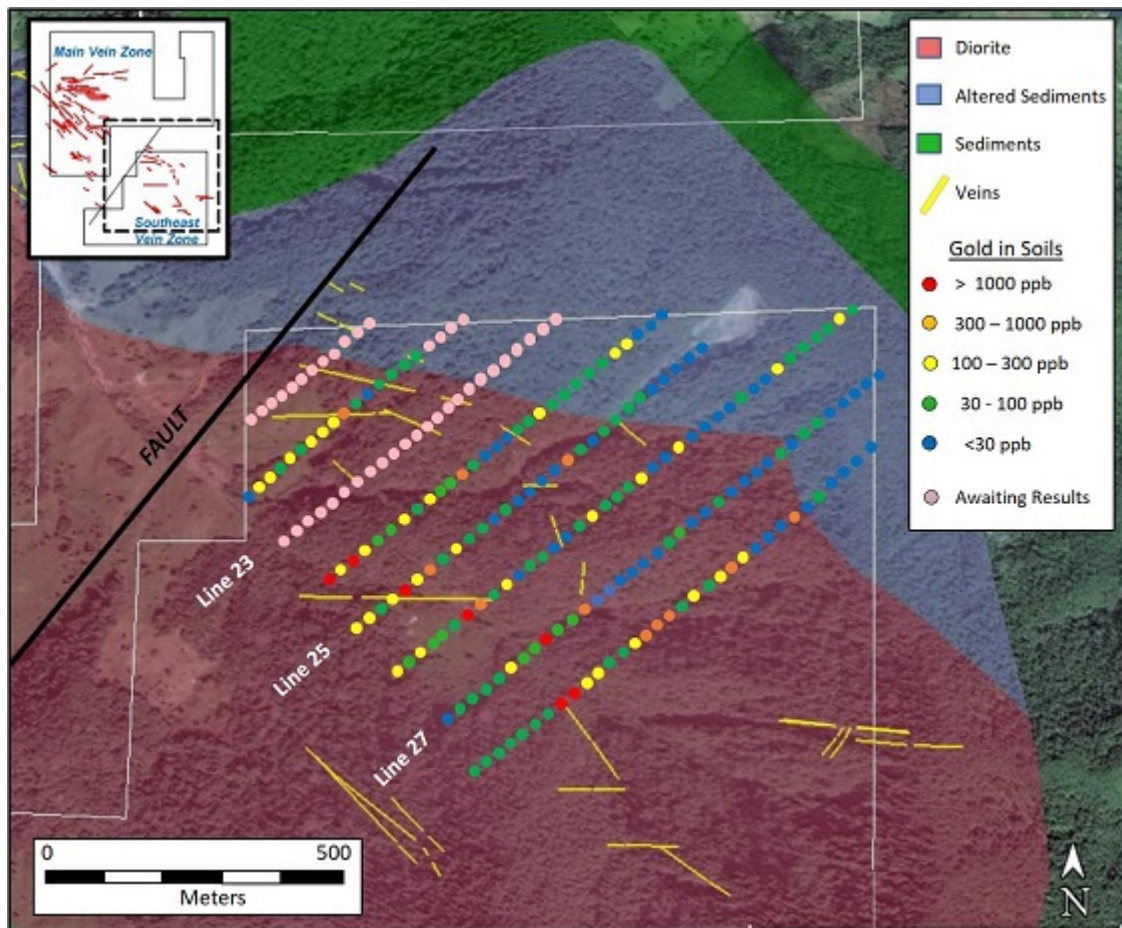 Main Vein Zone
Southeast
Vein Zone
Diorite
Altered Sediments
Sediments
Veins
Gold in Soils
> 1000 ppb
300 – 1000 ppb
100 – 300 ppb
30 - 100 ppb
<30 ppb
Awaiting Results
FAULT
Line 23
Line 25
Line 27
0 500
Meters
N